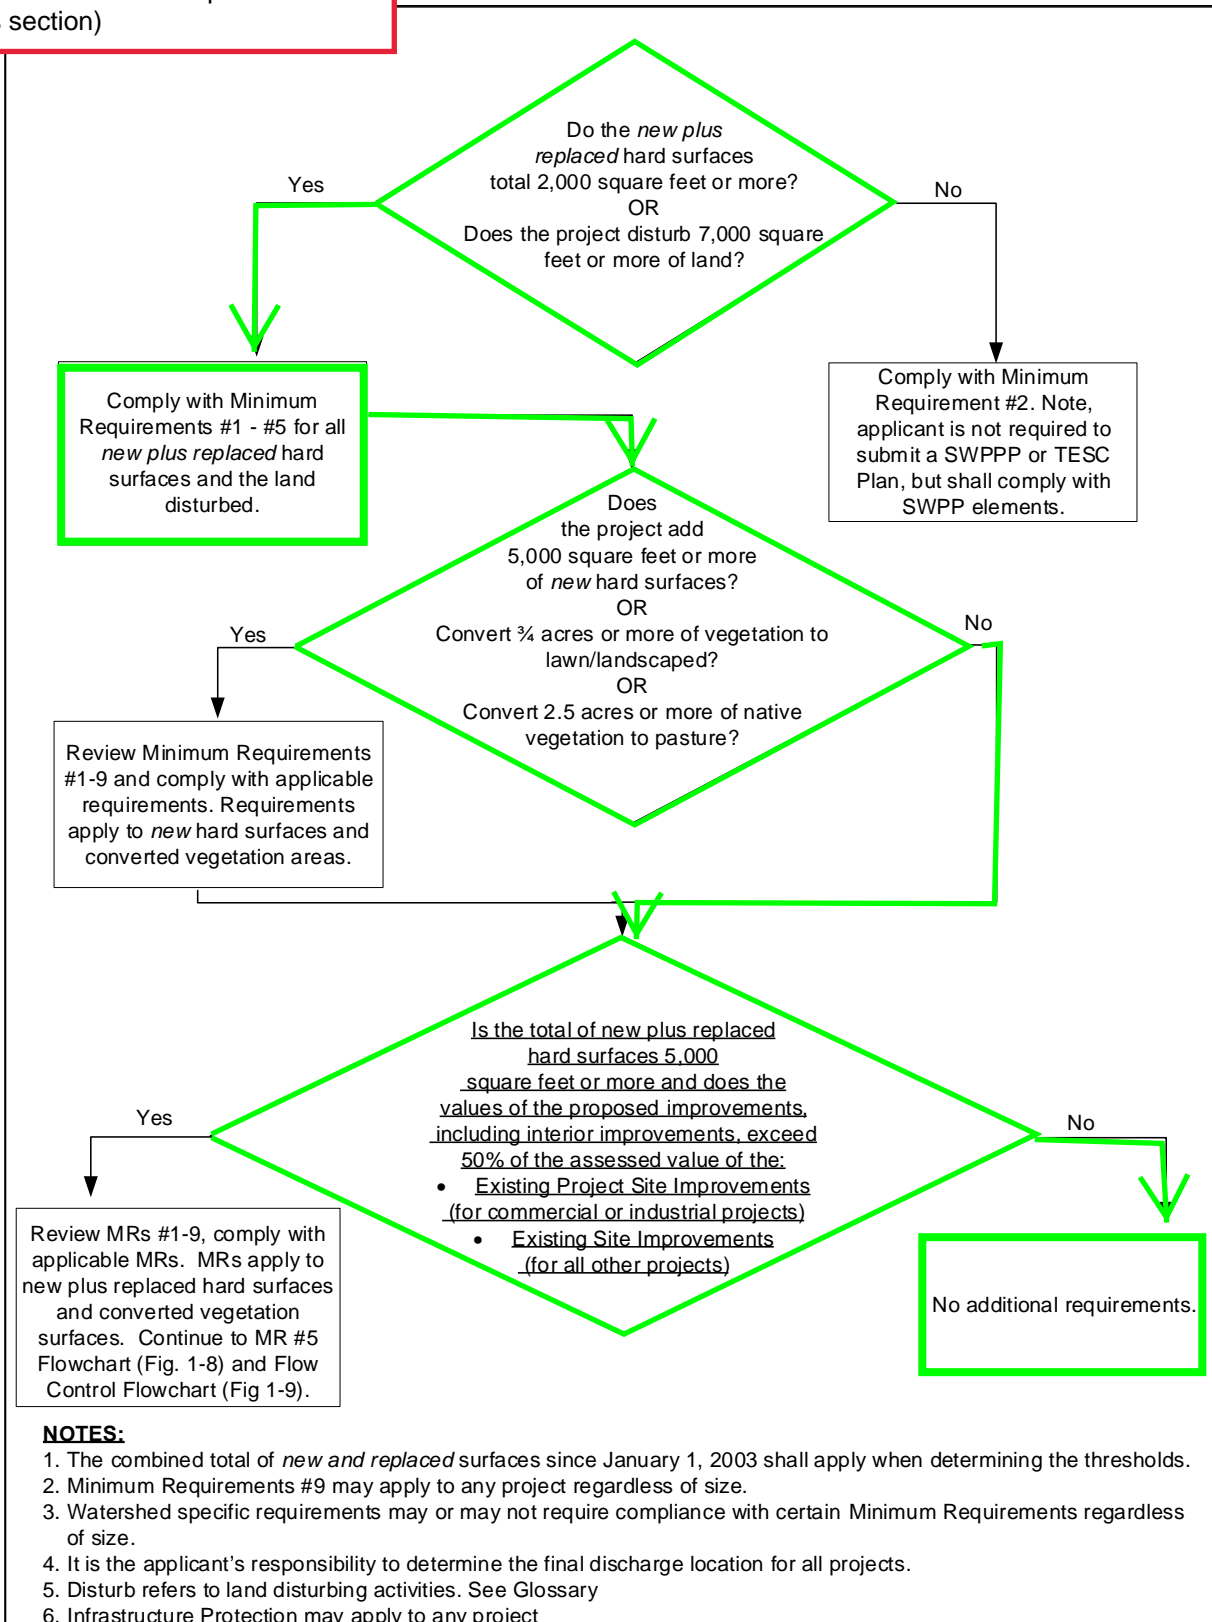 section)
Do the new plus
replaced hard surfaces
total 2,000 square feet or more?
OR
Does the project disturb 7,000 square
feet or more of land?
Yes
No
Comply with Minimum
Requirements #1 - #5 for all
new plus replaced hard
surfaces and the land
disturbed.
Comply with Minimum
Requirement #2. Note,
applicant is not required to
submit a SWPPP or TESC
Plan, but shall comply with
SWPP elements.
Does
the project add
5,000 square feet or more
of new hard surfaces?
OR
Convert ¾ acres or more of vegetation to
lawn/landscaped?
OR
Convert 2.5 acres or more of native
vegetation to pasture?
Yes
No
Review Minimum Requirements
#1-9 and comply with applicable
requirements. Requirements
apply to new hard surfaces and
converted vegetation areas.
Is the total of new plus replaced
hard surfaces 5,000
square feet or more and does the
values of the proposed improvements,
including interior improvements, exceed
50% of the assessed value of the:
• Existing Project Site Improvements
(for commercial or industrial projects)
• Existing Site Improvements
(for all other projects)
Yes
No
Review MRs #1-9, comply with
applicable MRs. MRs apply to
new plus replaced hard surfaces
and converted vegetation
surfaces. Continue to MR #5
Flowchart (Fig. 1-8) and Flow
Control Flowchart (Fig 1-9).
No additional requirements.
NOTES:
1. The combined total of new and replaced surfaces since January 1, 2003 shall apply when determining the thresholds.
2. Minimum Requirements #9 may apply to any project regardless of size.
3. Watershed specific requirements may or may not require compliance with certain Minimum Requirements regardless
of size.
4. It is the applicant's responsibility to determine the final discharge location for all projects.
5. Disturb refers to land disturbing activities. See Glossary
6. Infrastructure Protection may apply to any project